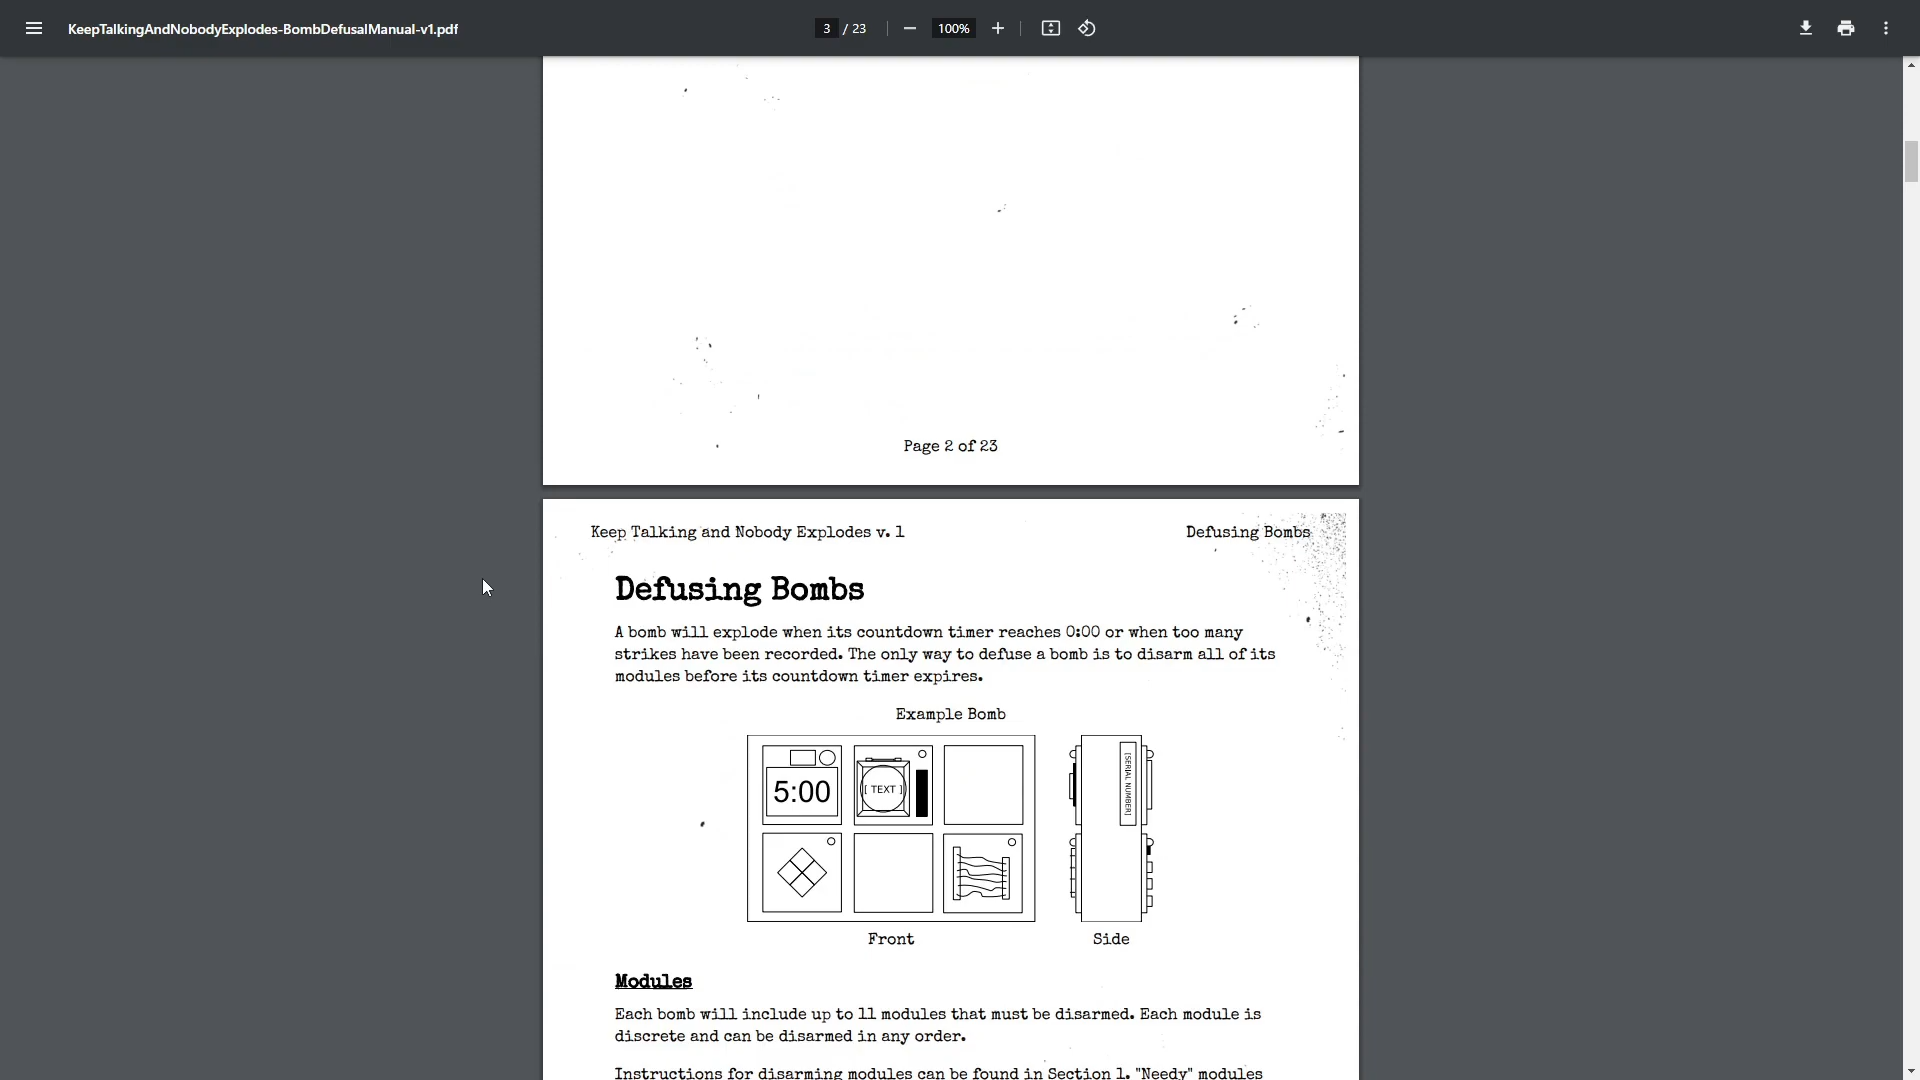 KeepTalkingAndNobodyExplodes-BombDefusalManual-v1.pdf
3 / 23
100%
Page 2 of 23
Keep Talking and Nobody Explodes v. 1
Defusing Bombs
Defusing Bombs
A bomb will explode when its countdown timer reaches 0:00 or when too many
strikes have been recorded. The only way to defuse a bomb is to disarm all of its
modules before its countdown timer expires.
Example Bomb
5:00
[ TEXT ]
[SERIAL NUMBER]
Front
Side
Modules
Each bomb will include up to 11 modules that must be disarmed. Each module is
discrete and can be disarmed in any order.
Instructions for disarming modules can be found in Section 1. "Needy" modules